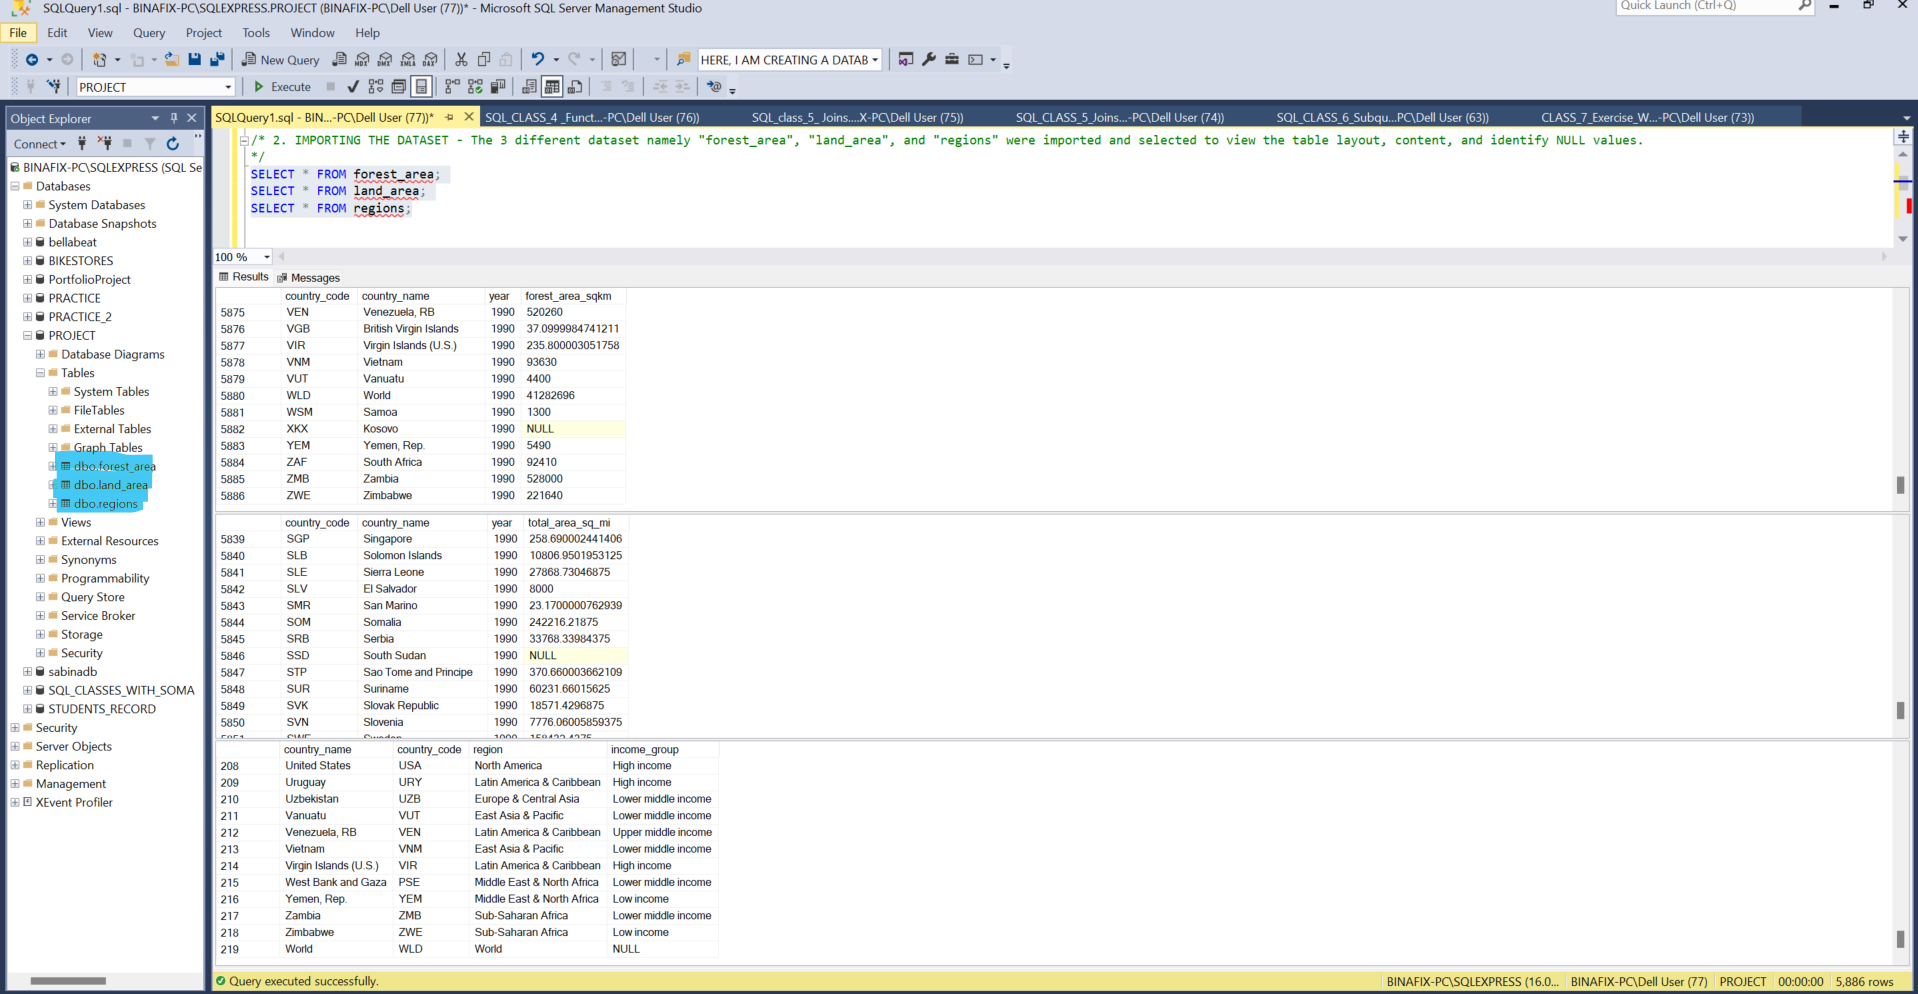 SQLQuery1.sql - BINAFIX-PC\SQLEXPRESS.PROJECT (BINAFIX-PC\Dell User (77))* - Microsoft SQL Server Management Studio
Quick Launch (Ctrl+Q)
File Edit View Query Project Tools Window Help
New Query MDX DMX XMLA DAX HERE, I AM CREATING A DATAB
PROJECT Execute
Object Explorer
Connect
BINAFIX-PC\SQLEXPRESS (SQL Se
Databases
System Databases
Database Snapshots
bellabeat
BIKESTORES
PortfolioProject
PRACTICE
PRACTICE_2
PROJECT
Database Diagrams
Tables
System Tables
FileTables
External Tables
Graph Tables
dbo.forest_area
dbo.land_area
dbo.regions
Views
External Resources
Synonyms
Programmability
Query Store
Service Broker
Storage
Security
sabinadb
SQL_CLASSES_WITH_SOMA
STUDENTS_RECORD
Security
Server Objects
Replication
Management
XEvent Profiler
SQLQuery1.sql - BIN...-PC\Dell User (77))* SQL_CLASS_4 _Funct...-PC\Dell User (76)) SQL_class_5_ Joins....X-PC\Dell User (75)) SQL_CLASS_5_Joins...-PC\Dell User (74)) SQL_CLASS_6_Subqu...PC\Dell User (63)) CLASS_7_Exercise_W...-PC\Dell User (73))
/* 2. IMPORTING THE DATASET - The 3 different dataset namely "forest_area", "land_area", and "regions" were imported and selected to view the table layout, content, and identify NULL values.
*/
SELECT * FROM forest_area;
SELECT * FROM land_area;
SELECT * FROM regions;
100 %
Results Messages
country_code country_name year forest_area_sqkm
5875 VEN Venezuela, RB 1990 520260
5876 VGB British Virgin Islands 1990 37.0999984741211
5877 VIR Virgin Islands (U.S.) 1990 235.800003051758
5878 VNM Vietnam 1990 93630
5879 VUT Vanuatu 1990 4400
5880 WLD World 1990 41282696
5881 WSM Samoa 1990 1300
5882 XKX Kosovo 1990 NULL
5883 YEM Yemen, Rep. 1990 5490
5884 ZAF South Africa 1990 92410
5885 ZMB Zambia 1990 528000
5886 ZWE Zimbabwe 1990 221640
country_code country_name year total_area_sq_mi
5839 SGP Singapore 1990 258.690002441406
5840 SLB Solomon Islands 1990 10806.9501953125
5841 SLE Sierra Leone 1990 27868.73046875
5842 SLV El Salvador 1990 8000
5843 SMR San Marino 1990 23.1700000762939
5844 SOM Somalia 1990 242216.21875
5845 SRB Serbia 1990 33768.33984375
5846 SSD South Sudan 1990 NULL
5847 STP Sao Tome and Principe 1990 370.660003662109
5848 SUR Suriname 1990 60231.66015625
5849 SVK Slovak Republic 1990 18571.4296875
5850 SVN Slovenia 1990 7776.06005859375
5851 SWE Sweden 1990 158432.4375
country_name country_code region income_group
208 United States USA North America High income
209 Uruguay URY Latin America & Caribbean High income
210 Uzbekistan UZB Europe & Central Asia Lower middle income
211 Vanuatu VUT East Asia & Pacific Lower middle income
212 Venezuela, RB VEN Latin America & Caribbean Upper middle income
213 Vietnam VNM East Asia & Pacific Lower middle income
214 Virgin Islands (U.S.) VIR Latin America & Caribbean High income
215 West Bank and Gaza PSE Middle East & North Africa Lower middle income
216 Yemen, Rep. YEM Middle East & North Africa Low income
217 Zambia ZMB Sub-Saharan Africa Lower middle income
218 Zimbabwe ZWE Sub-Saharan Africa Low income
219 World WLD World NULL
Query executed successfully. BINAFIX-PC\SQLEXPRESS (16.0... BINAFIX-PC\Dell User (77) PROJECT 00:00:00 5,886 rows